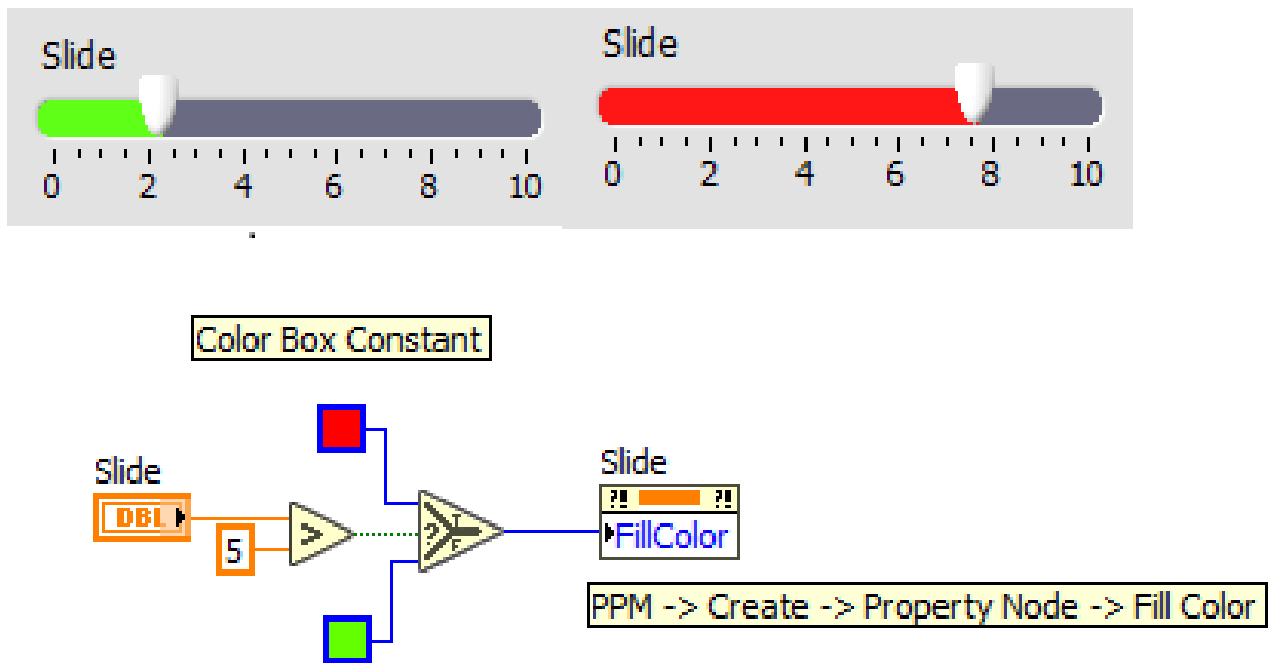 Slide
0 2 4 6 8 10
Slide
0 2 4 6 8 10
Color Box Constant
Slide
DBL
5
>
?
T
F
Slide
?! ?!
FillColor
PPM -> Create -> Property Node -> Fill Color